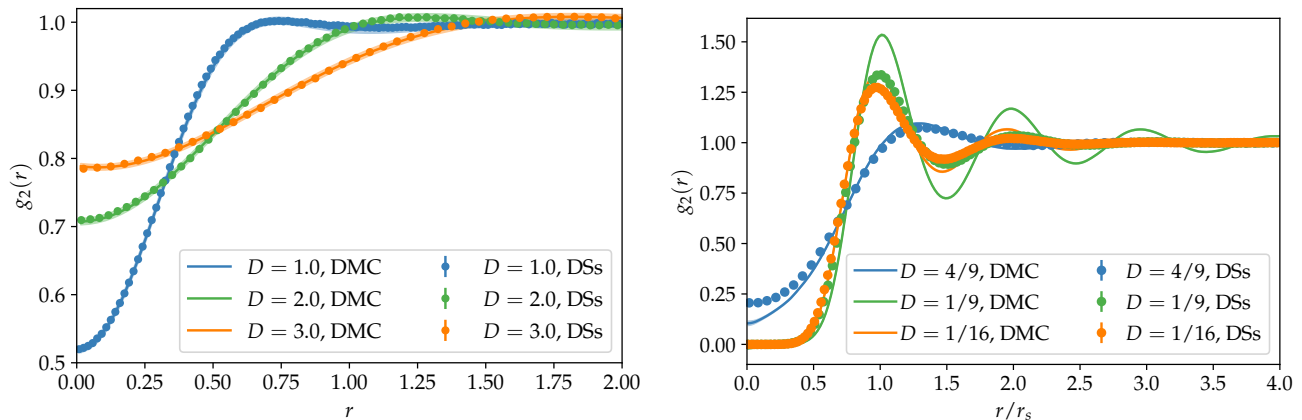 1.0
0.9
0.8
0.7
0.6
0.5
g₂(r)
D = 1.0, DMC
D = 2.0, DMC
D = 3.0, DMC
D = 1.0, DSs
D = 2.0, DSs
D = 3.0, DSs
0.00 0.25 0.50 0.75 1.00 1.25 1.50 1.75 2.00
r
1.50
1.25
1.00
0.75
0.50
0.25
0.00
g₂(r)
D = 4/9, DMC
D = 1/9, DMC
D = 1/16, DMC
D = 4/9, DSs
D = 1/9, DSs
D = 1/16, DSs
0.0 0.5 1.0 1.5 2.0 2.5 3.0 3.5 4.0
r/rₛ